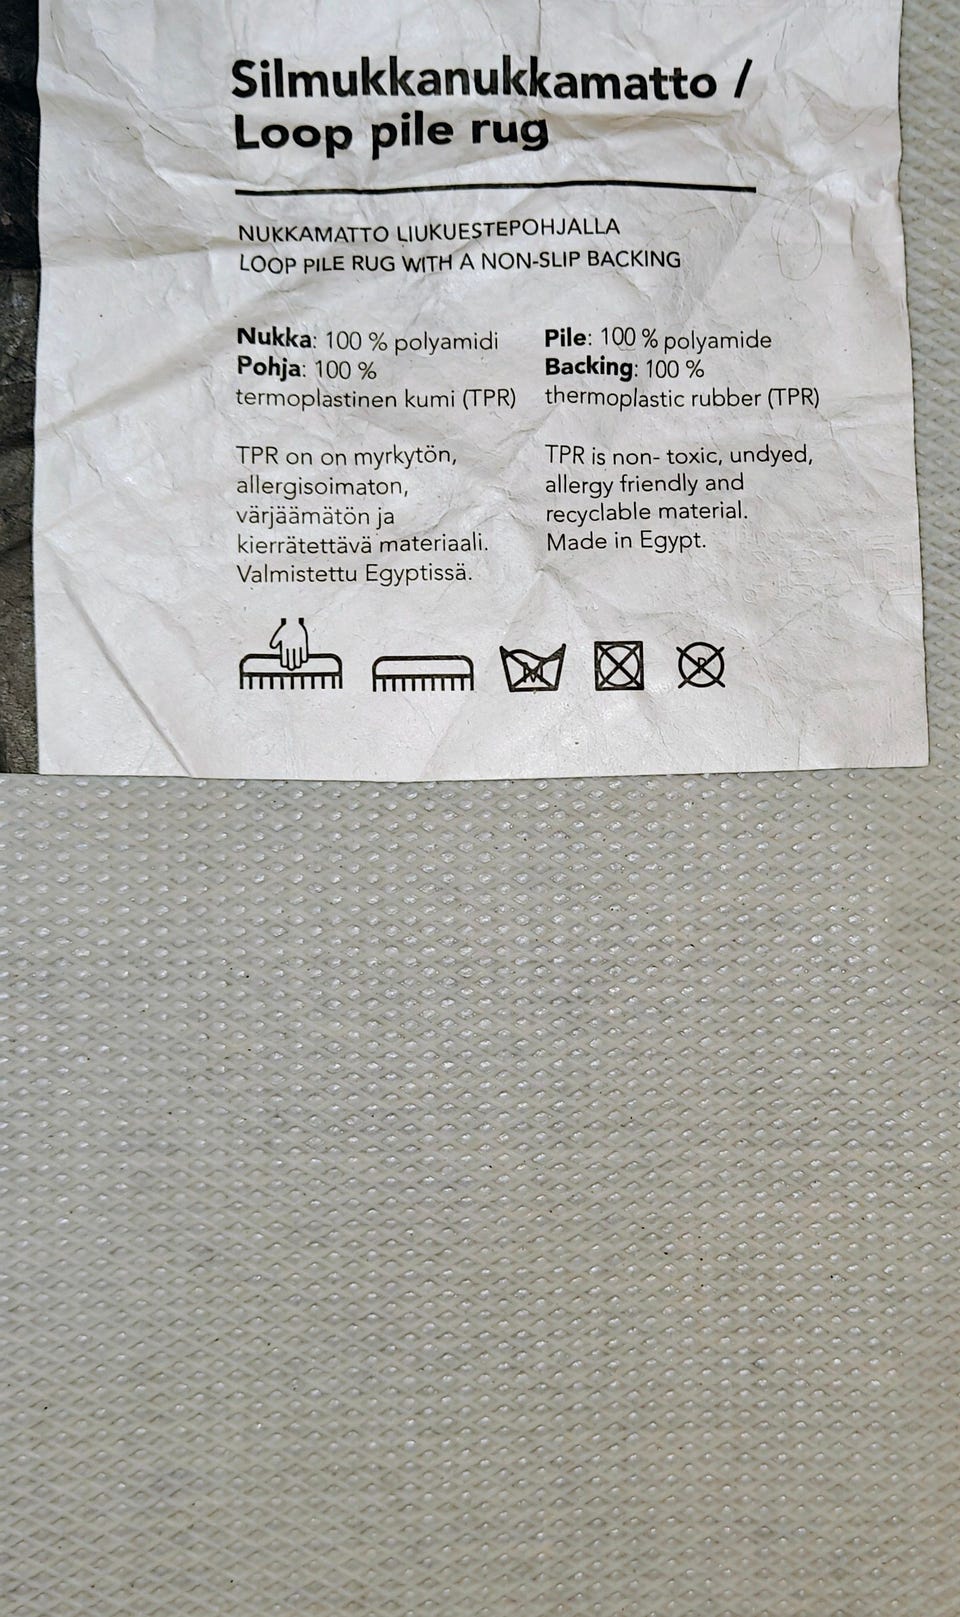 Silmukkanukkamatto /
Loop pile rug
NUKKAMATTO LIUKUESTEPOHJALLA
LOOP PILE RUG WITH A NON-SLIP BACKING
Nukka: 100 % polyamidi
Pohja: 100 %
termoplastinen kumi (TPR)
TPR on on myrkytön,
allergisoimaton,
värjäämätön ja
kierrätettävä materiaali.
Valmistettu Egyptissä.
Pile: 100 % polyamide
Backing: 100 %
thermoplastic rubber (TPR)
TPR is non- toxic, undyed,
allergy friendly and
recyclable material.
Made in Egypt.
M
P